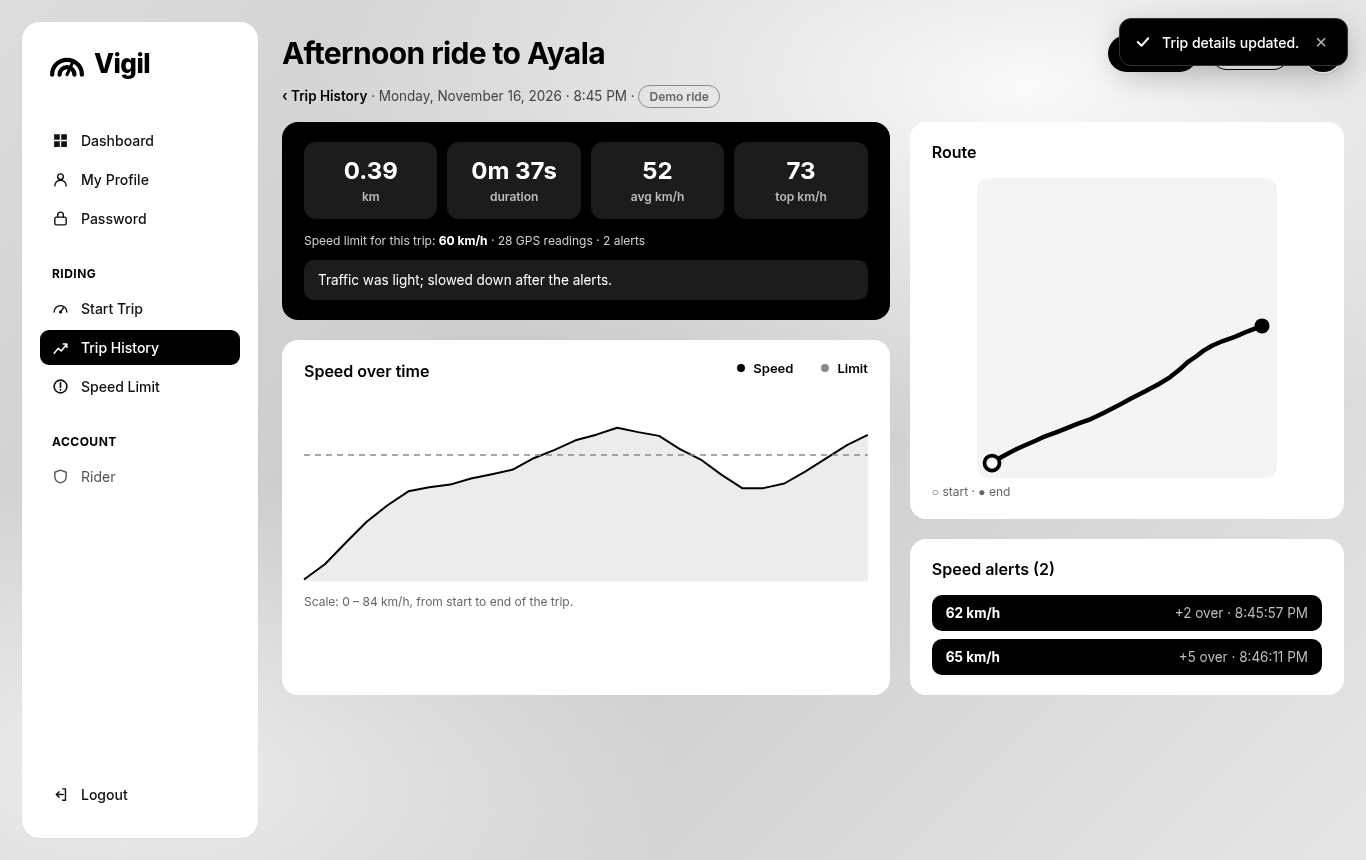 Vigil
Dashboard
My Profile
Password
RIDING
Start Trip
Trip History
Speed Limit
ACCOUNT
Rider
Logout
Afternoon ride to Ayala
‹ Trip History · Monday, November 16, 2026 · 8:45 PM · Demo ride
Trip details updated. ✕
0.39
km
0m 37s
duration
52
avg km/h
73
top km/h
Speed limit for this trip: 60 km/h · 28 GPS readings · 2 alerts
Traffic was light; slowed down after the alerts.
Speed over time
Speed
Limit
Scale: 0 – 84 km/h, from start to end of the trip.
Route
○ start · ● end
Speed alerts (2)
62 km/h +2 over · 8:45:57 PM
65 km/h +5 over · 8:46:11 PM